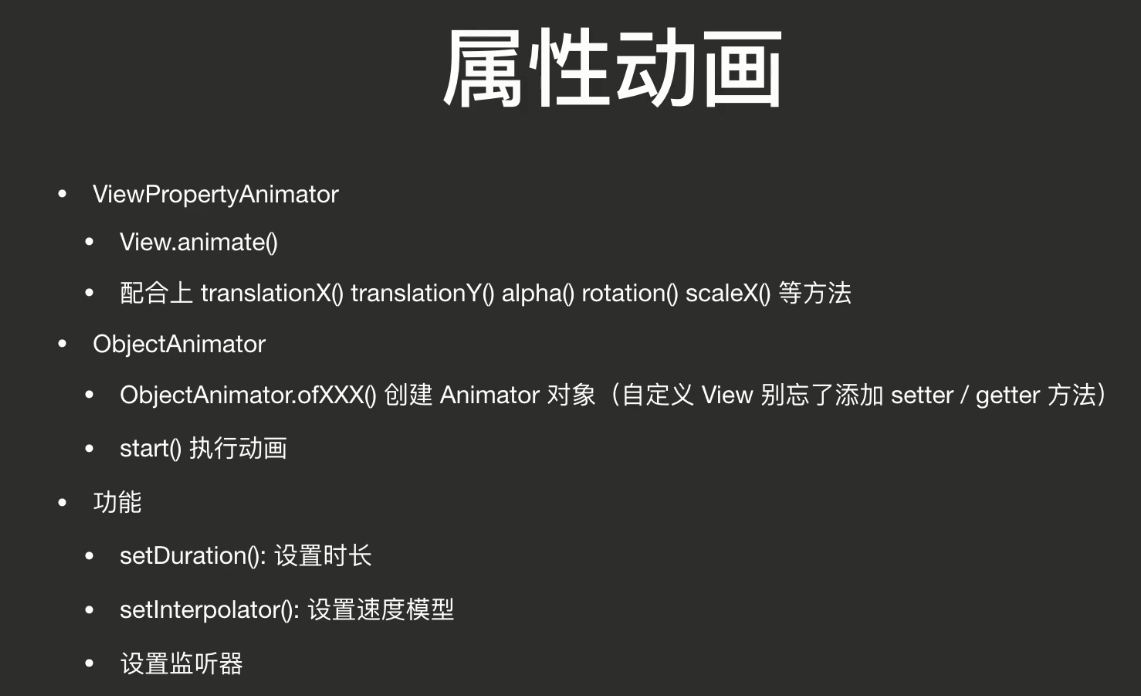 属性动画
• ViewPropertyAnimator
• View.animate()
• 配合上 translationX() translationY() alpha() rotation() scaleX() 等方法
• ObjectAnimator
• ObjectAnimator.ofXXX() 创建 Animator 对象（自定义 View 别忘了添加 setter / getter 方法）
• start() 执行动画
• 功能
• setDuration(): 设置时长
• setInterpolator(): 设置速度模型
• 设置监听器